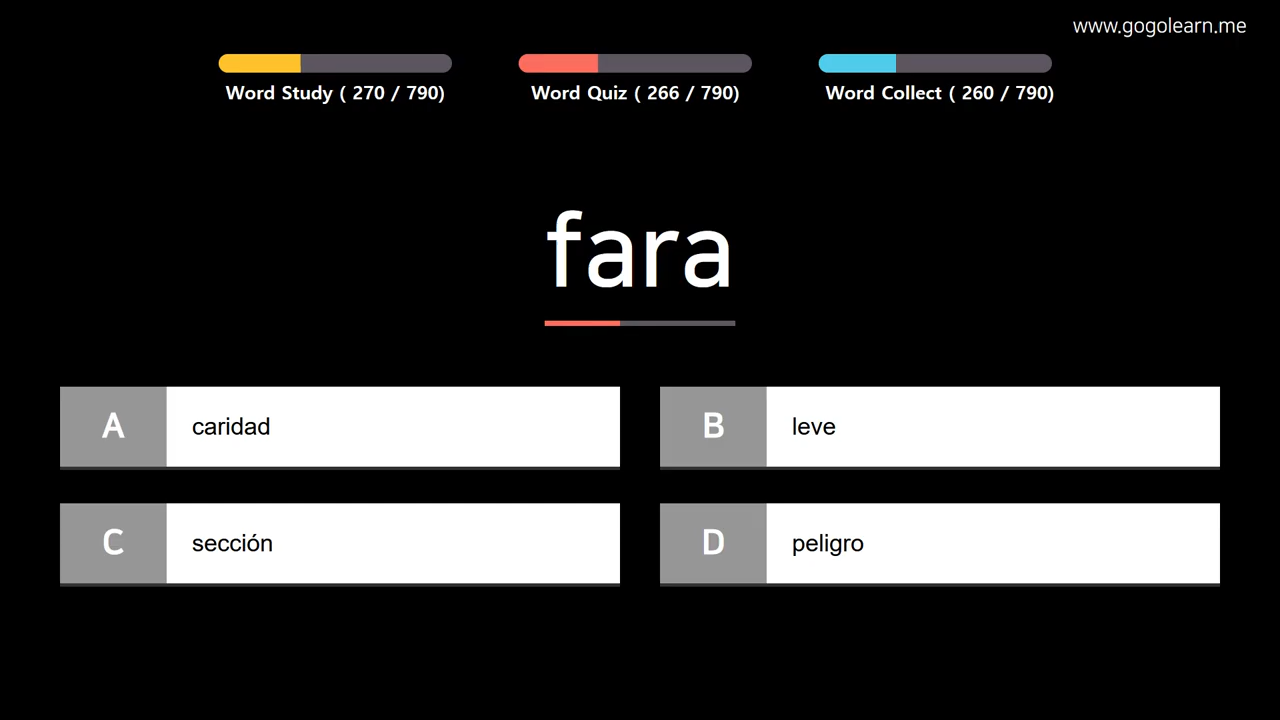 www.gogolearn.me
Word Study ( 270 / 790)
Word Quiz ( 266 / 790)
Word Collect ( 260 / 790)
fara
A caridad
B leve
C sección
D peligro